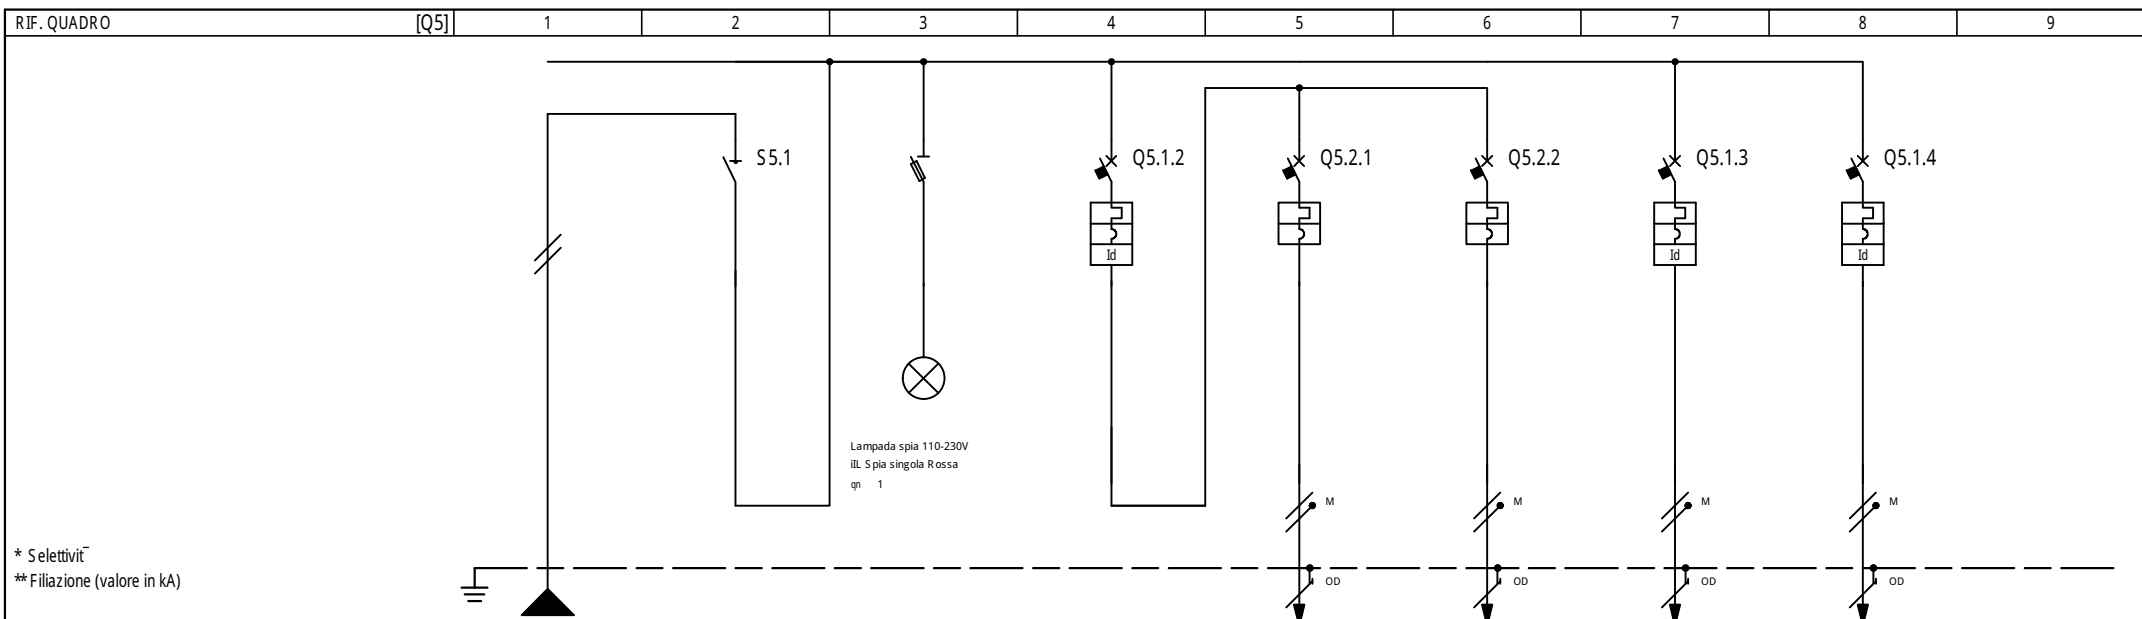 RIF. QUADRO [Q5] 1 2 3 4 5 6 7 8 9
S5.1 Q5.1.2 Q5.2.1 Q5.2.2 Q5.1.3 Q5.1.4
Id Id Id
Lampada spia 110-230V
iIL Spia singola Rossa
qn 1
M M M M
* Selettivit¯
** Filiazione (valore in kA)
OD OD OD OD